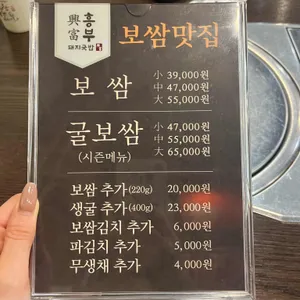 興富 흥부 보쌈맛집
돼지국밥
보쌈 小 39,000원
中 47,000원
大 55,000원
굴보쌈 小 47,000원
(시즌메뉴) 中 55,000원
大 65,000원
보쌈 추가(220g) 20,000원
생굴 추가(400g) 23,000원
보쌈김치 추가 6,000원
파김치 추가 5,000원
무생채 추가 4,000원